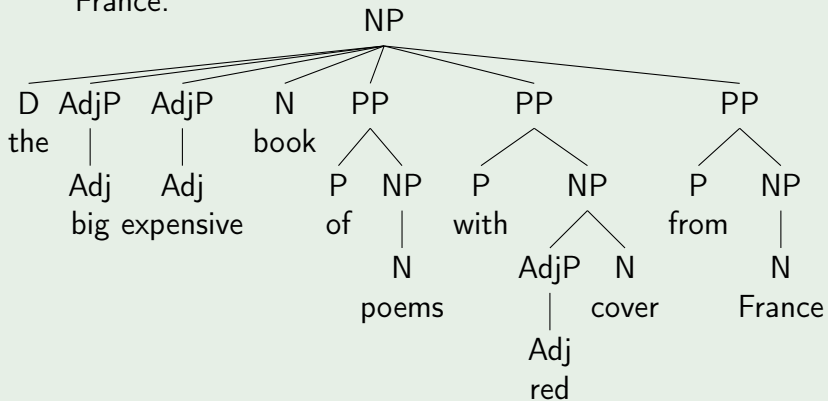 France.
NP
D AdjP AdjP N PP PP PP
the book
Adj Adj P NP P NP P NP
big expensive of with from
N AdjP N N
poems cover France
Adj
red